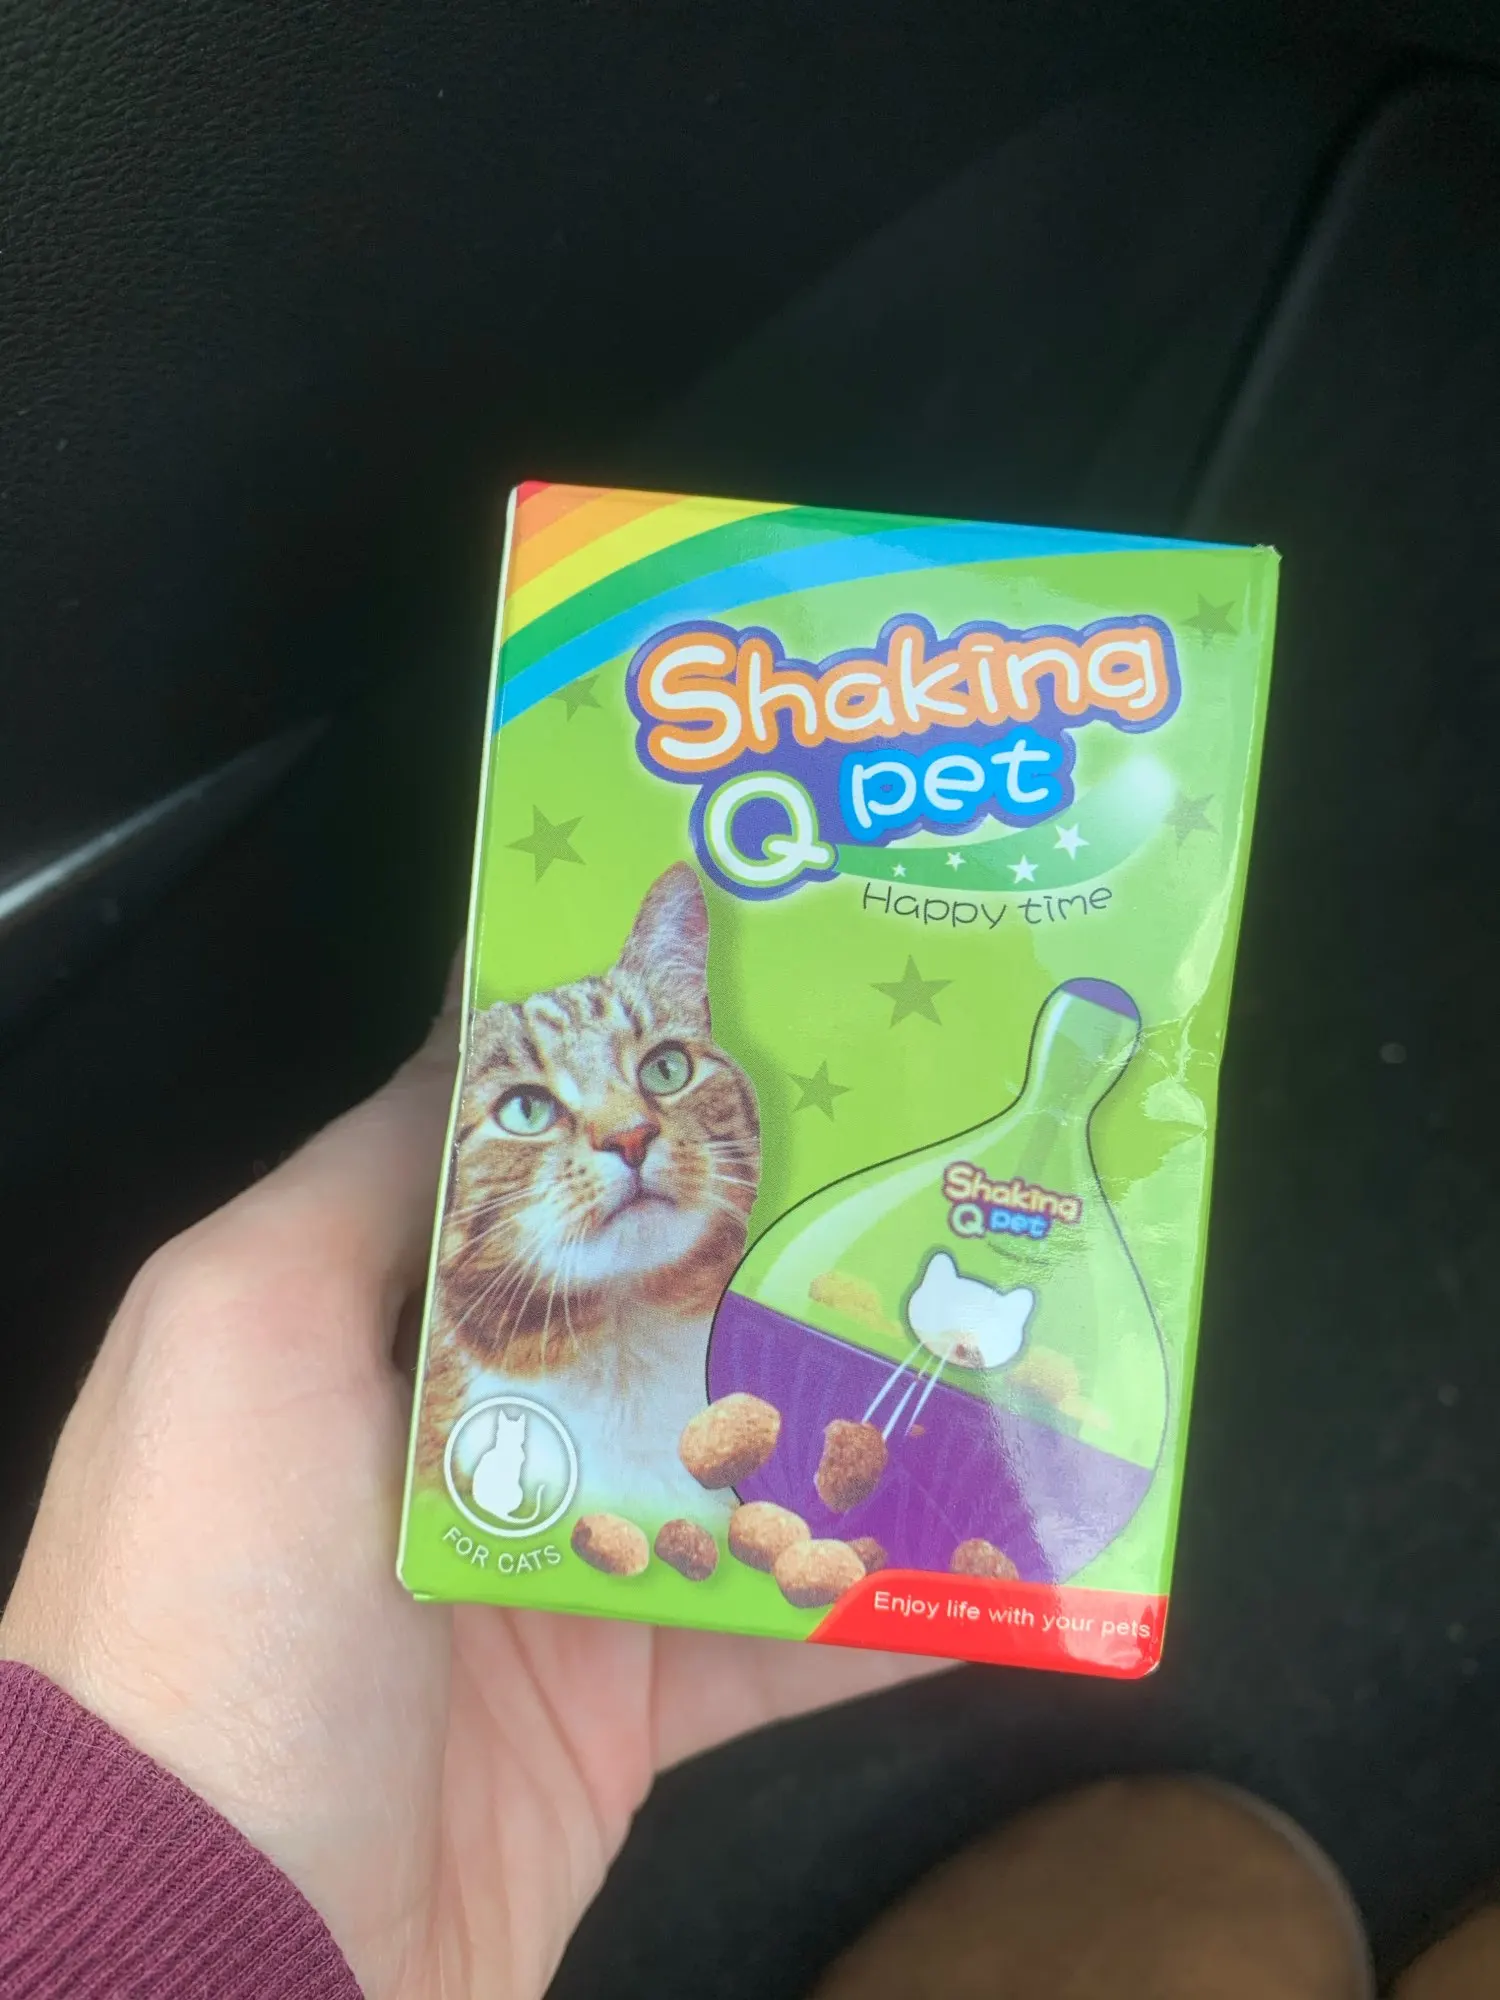 Shaking
Q pet
Happy time
Shaking
Q pet
FOR CATS
Enjoy life with your pets